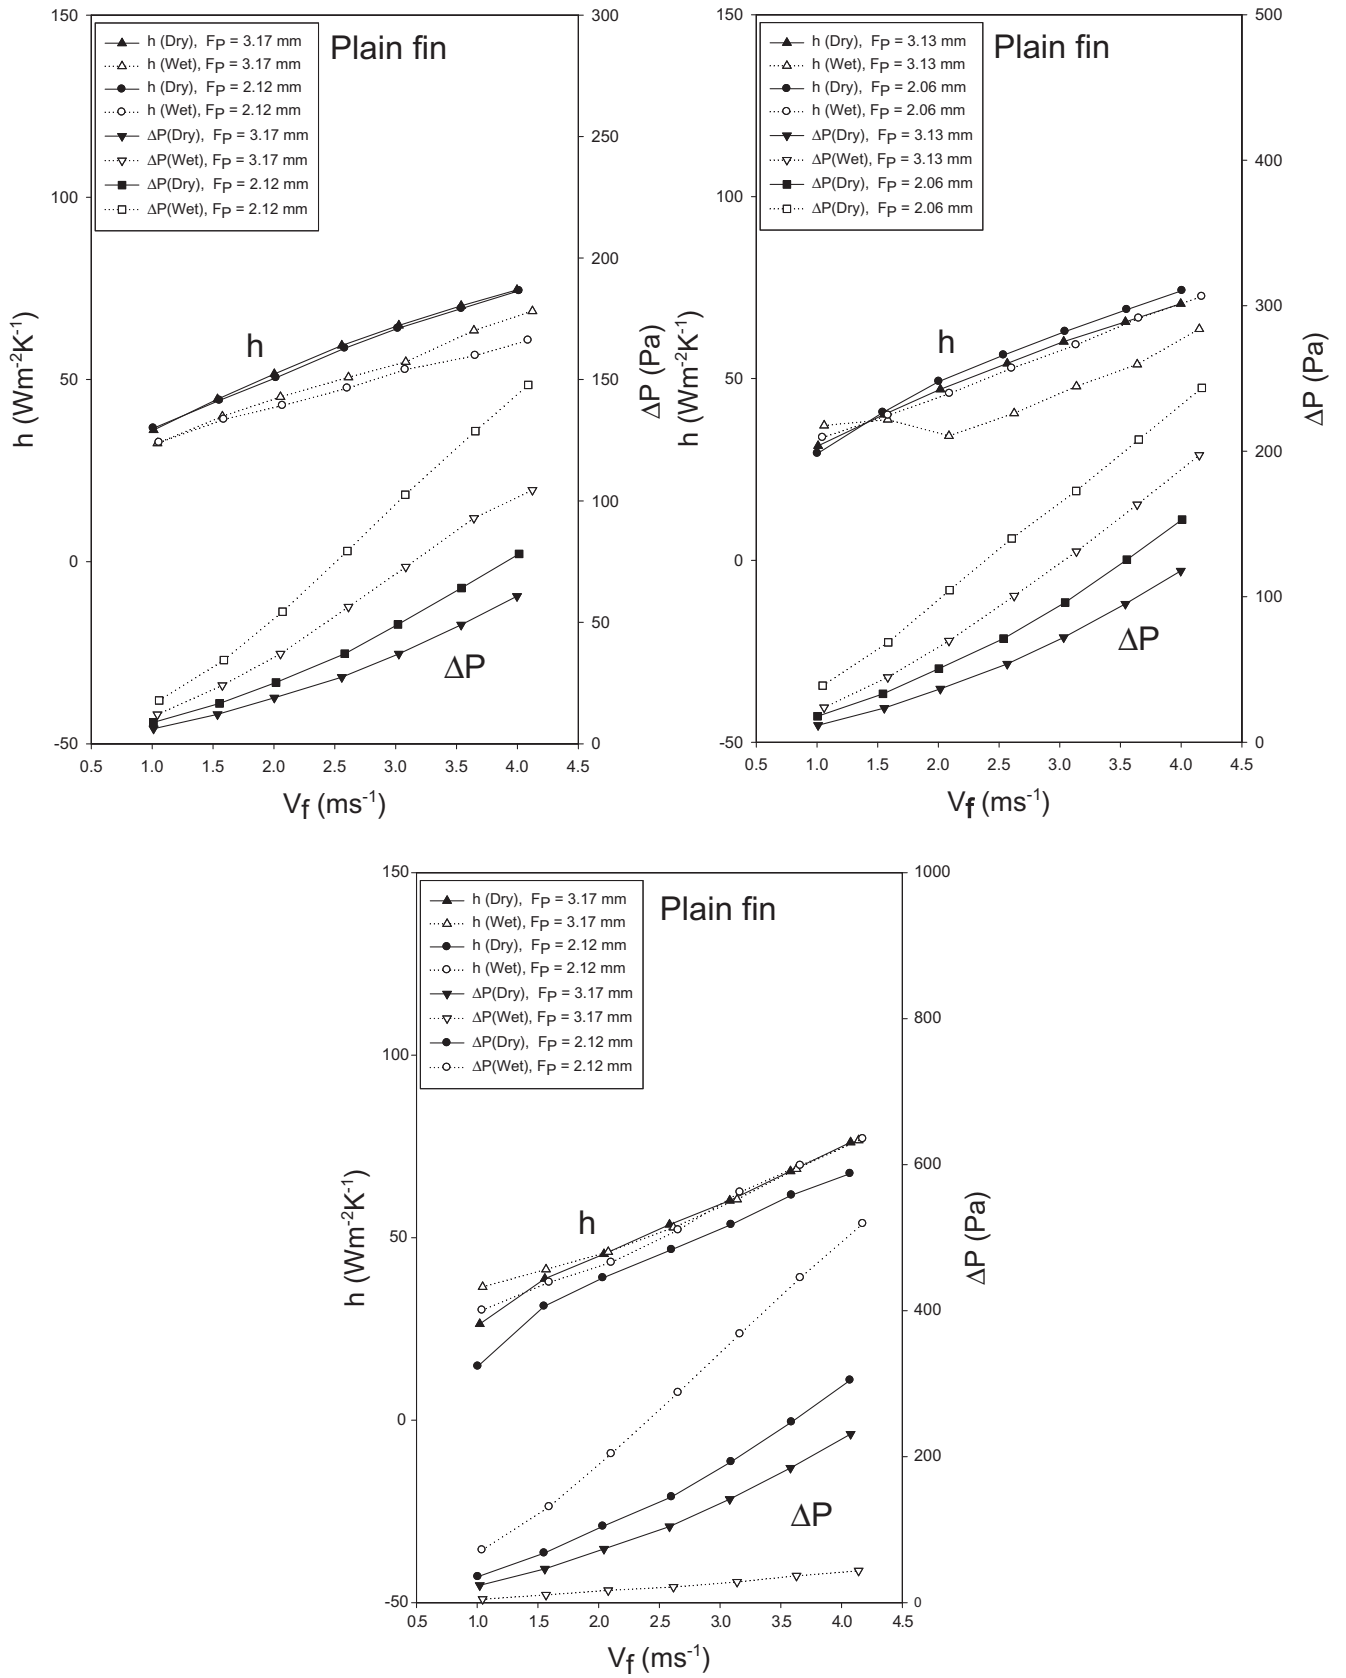 150
100
50
0
-50
h (Wm-2K-1)
h (Dry), FP = 3.17 mm
h (Wet), FP = 3.17 mm
h (Dry) FP = 2.12 mm
h (Wet), FP = 2.12 mm
ΔP(Dry), FP = 3.17 mm
ΔP(Wet), FP = 3.17 mm
ΔP(Dry), FP = 2.12 mm
ΔP(Wet), FP = 2.12 mm
Plain fin
h
ΔP
300
250
200
150
100
50
0
ΔP (Pa)
0.5 1.0 1.5 2.0 2.5 3.0 3.5 4.0 4.5
Vf (ms-1)
150
100
50
0
-50
h (Wm-2K-1)
h (Dry), FP = 3.13 mm
h (Wet), FP = 3.13 mm
h (Dry) FP = 2.06 mm
h (Wet), FP = 2.06 mm
ΔP(Dry), FP = 3.13 mm
ΔP(Wet), FP = 3.13 mm
ΔP(Dry), FP = 2.06 mm
ΔP(Wet), FP = 2.06 mm
Plain fin
h
ΔP
500
400
300
200
100
0
ΔP (Pa)
0.5 1.0 1.5 2.0 2.5 3.0 3.5 4.0 4.5
Vf (ms-1)
150
100
50
0
-50
h (Wm-2K-1)
h (Dry), FP = 3.17 mm
h (Wet), FP = 3.17 mm
h (Dry), FP = 2.12 mm
h (Wet), FP = 2.12 mm
ΔP(Dry), FP = 3.17 mm
ΔP(Wet), FP = 3.17 mm
ΔP(Dry), FP = 2.12 mm
ΔP(Wet), FP = 2.12 mm
Plain fin
h
ΔP
1000
800
600
400
200
0
ΔP (Pa)
0.5 1.0 1.5 2.0 2.5 3.0 3.5 4.0 4.5
Vf (ms-1)